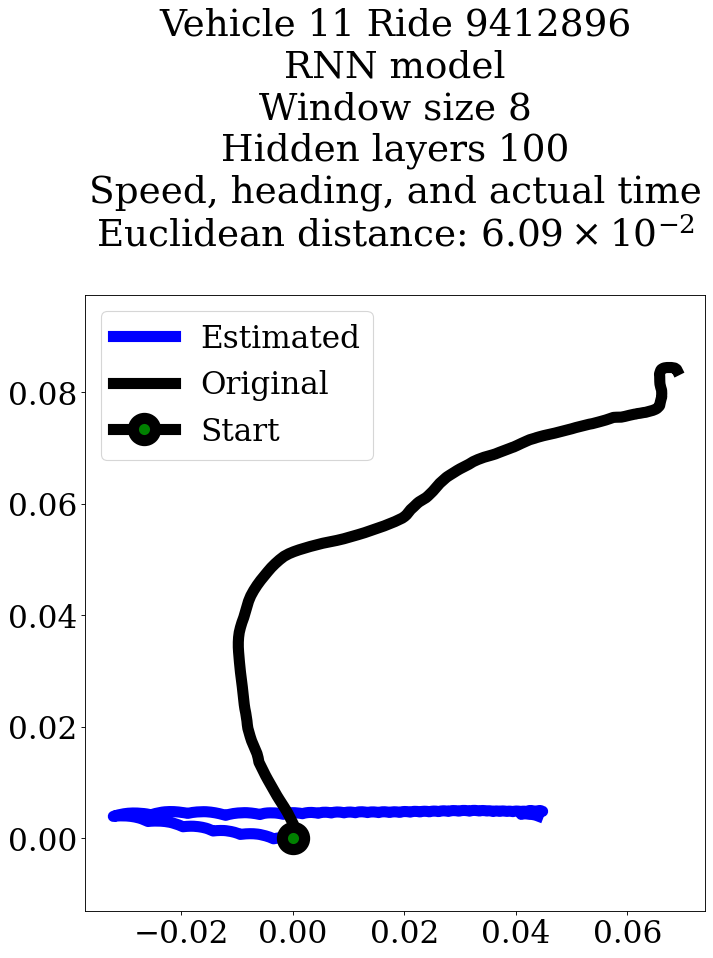 Vehicle 11 Ride 9412896
RNN model
Window size 8
Hidden layers 100
Speed, heading, and actual time
Euclidean distance: 6.09 × 10⁻²
Estimated
Original
Start
0.08
0.06
0.04
0.02
0.00
−0.02 0.00 0.02 0.04 0.06